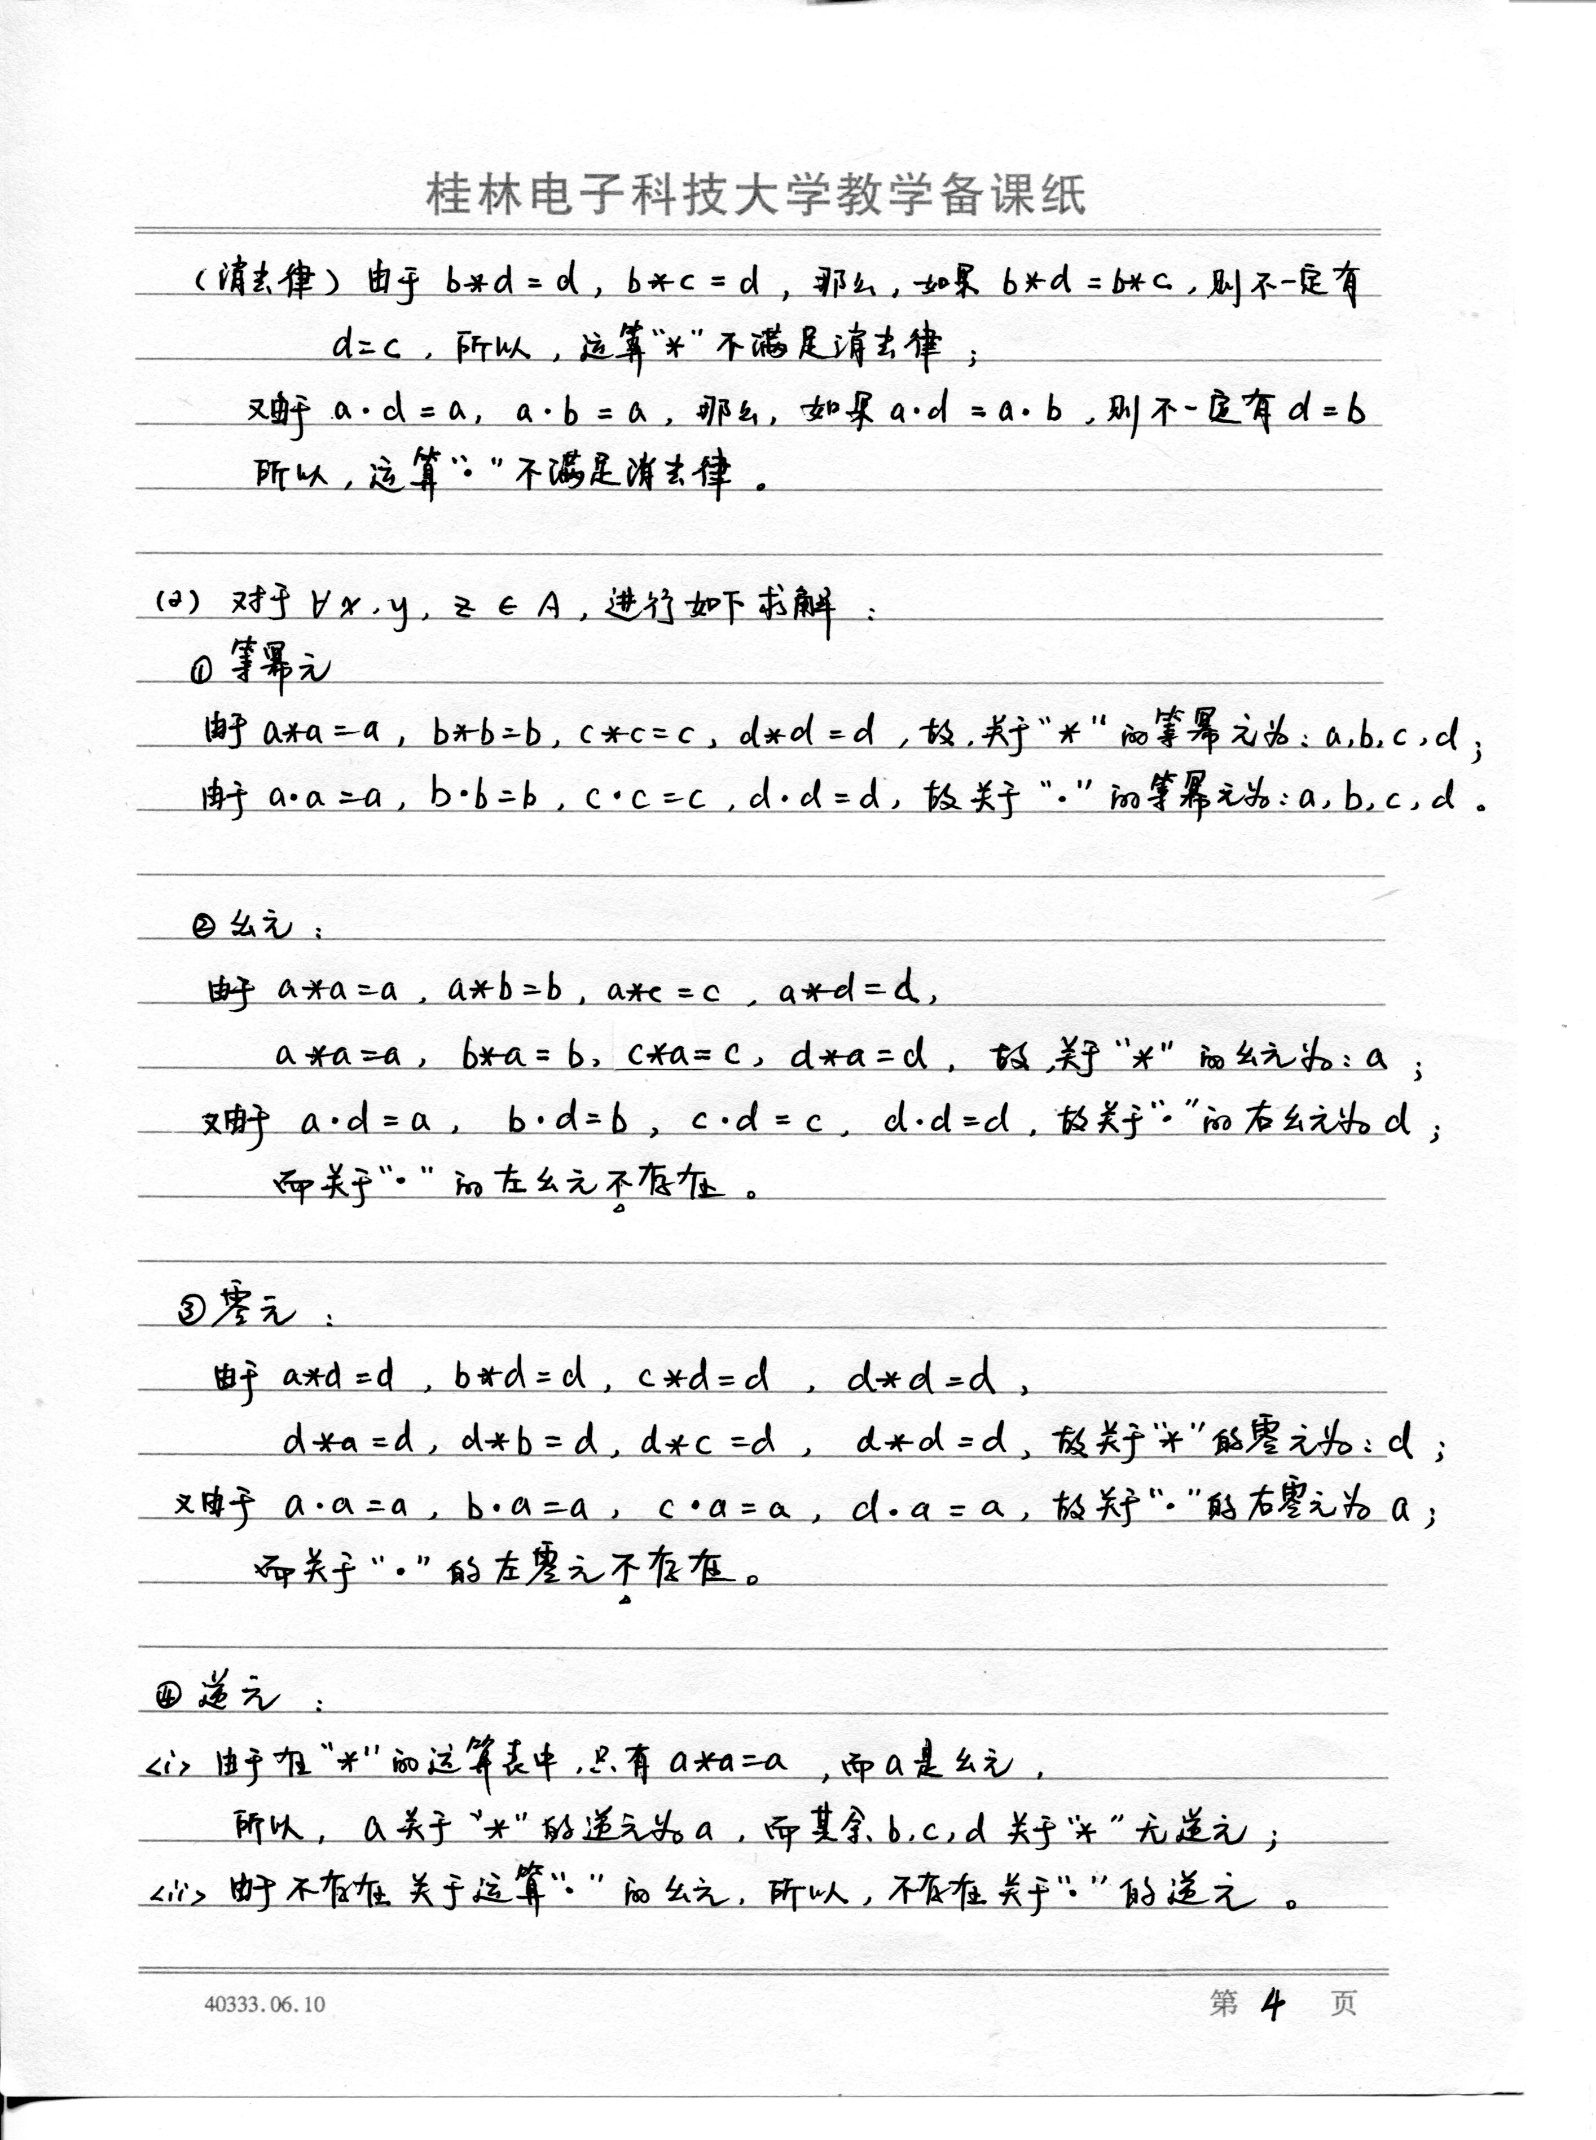 桂林电子科技大学教学备课纸
（消去律）由于 b*d=d, b*c=d, 那么, 如果 b*d=b*c, 则不一定有
d=c, 所以, 运算“*”不满足消去律;
又由于 a·d=a, a·b=a, 那么, 如果 a·d=a·b, 则不一定有 d=b
所以, 运算“·”不满足消去律。
(2) 对于 ∀x, y, z ∈ A, 进行如下求解:
① 等幂元
由于 a*a=a, b*b=b, c*c=c, d*d=d, 故, 关于“*”的等幂元为: a, b, c, d;
由于 a·a=a, b·b=b, c·c=c, d·d=d, 故关于“·”的等幂元为: a, b, c, d。
② 幺元:
由于 a*a=a, a*b=b, a*c=c, a*d=d,
a*a=a, b*a=b, c*a=c, d*a=d, 故, 关于“*”的幺元为: a;
又由于 a·d=a, b·d=b, c·d=c, d·d=d, 故关于“·”的右幺元为 d;
而关于“·”的左幺元不存在。
③ 零元:
由于 a*d=d, b*d=d, c*d=d, d*d=d,
d*a=d, d*b=d, d*c=d, d*d=d, 故关于“*”的零元为: d;
又由于 a·a=a, b·a=a, c·a=a, d·a=a, 故关于“·”的右零元为 a;
而关于“·”的左零元不存在。
④ 逆元:
<i> 由于在“*”的运算表中, 只有 a*a=a, 而 a 是幺元,
所以, a 关于“*”的逆元为 a, 而其余 b, c, d 关于“*”无逆元;
<ii> 由于不存在关于运算“·”的幺元, 所以, 不存在关于“·”的逆元。
40333.06.10 第 4 页